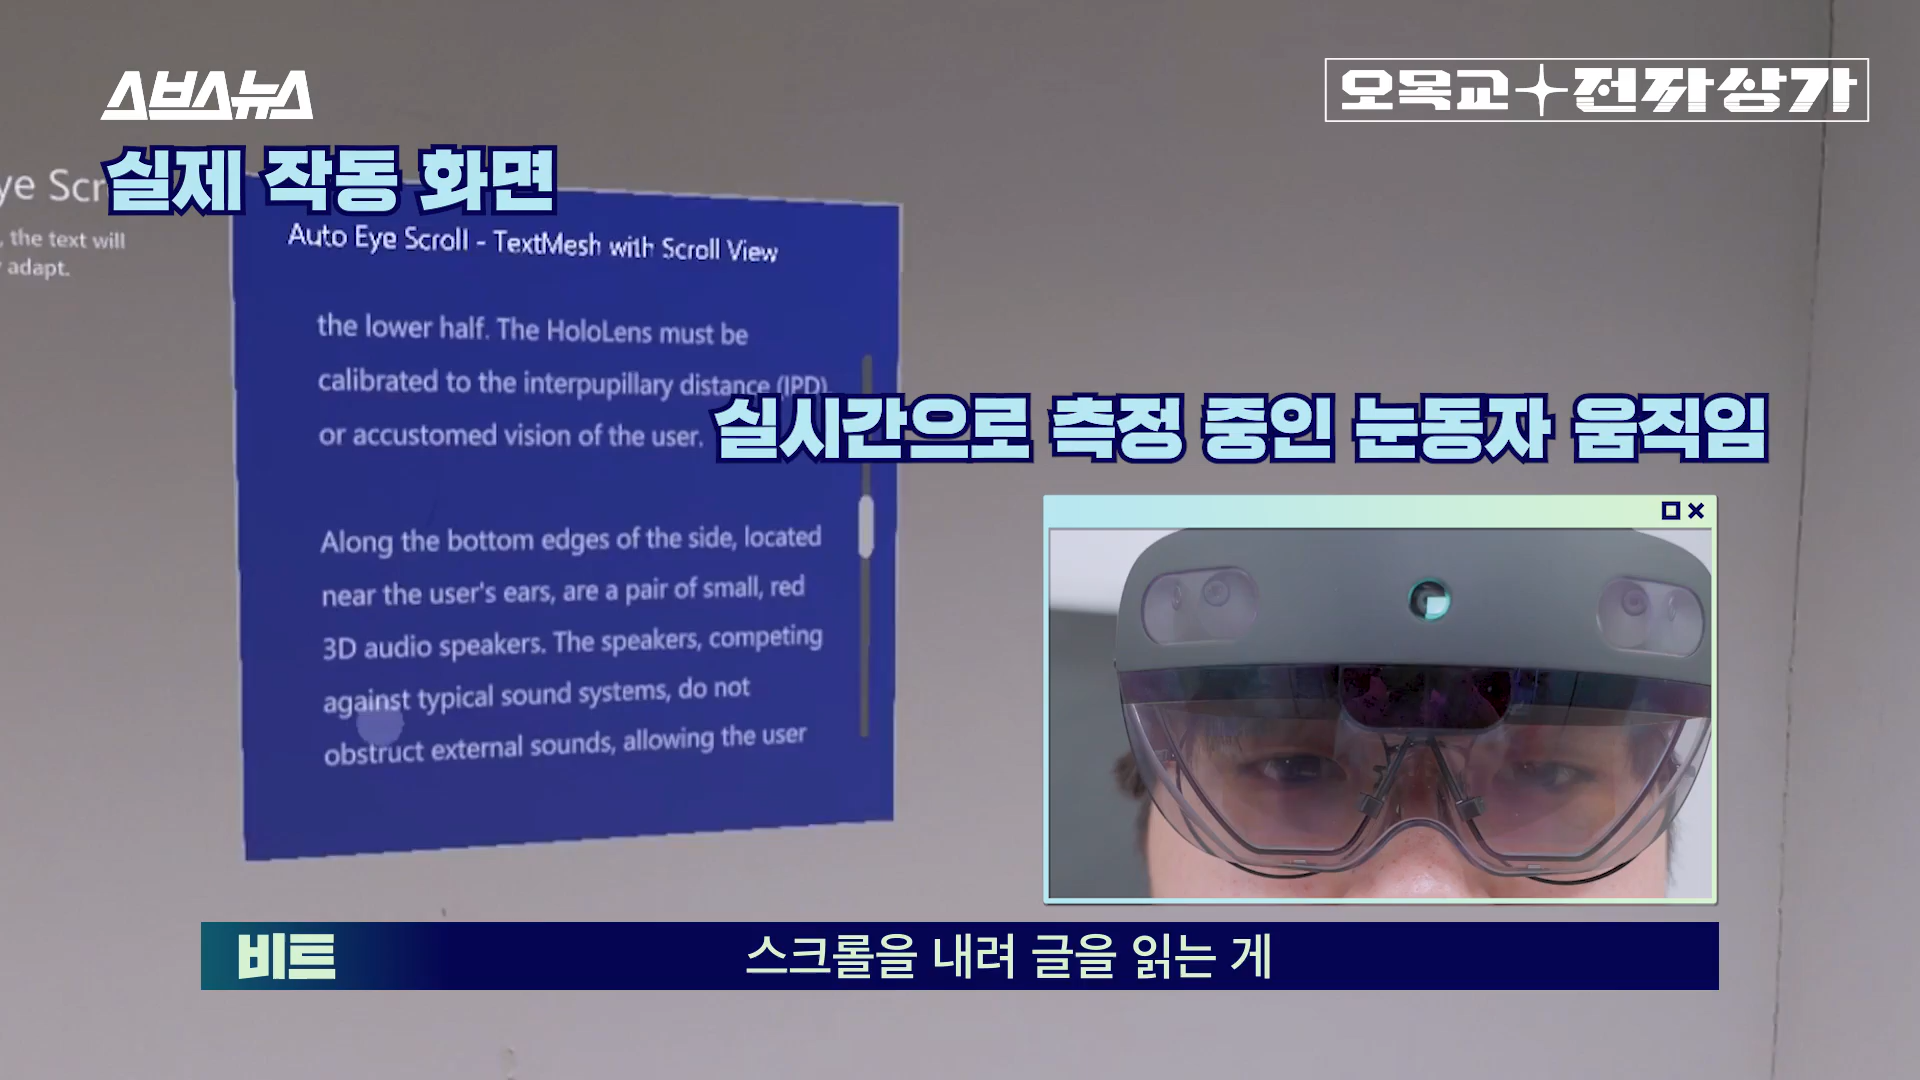 스브스뉴스
오목교 전자상가
실제 작동 화면
ye Scr
, the text will
adapt.
Auto Eye Scroll - TextMesh with Scroll View
the lower half. The HoloLens must be
calibrated to the interpupillary distance (IPD)
or accustomed vision of the user.
실시간으로 측정 중인 눈동자 움직임
Along the bottom edges of the side, located
near the user's ears, are a pair of small, red
3D audio speakers. The speakers, competing
against typical sound systems, do not
obstruct external sounds, allowing the user
비트
스크롤을 내려 글을 읽는 게